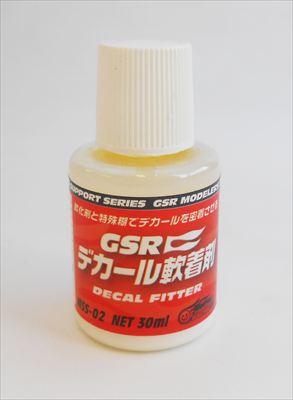 SUPPORT SERIES GSR MODELERS
軟化剤と特殊糊でデカールを密着させる
GSR
デカール軟着剤
DECAL FITTER
MSS-02 NET 30ml